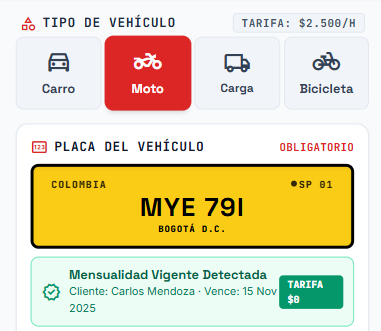 TIPO DE VEHÍCULO
TARIFA: $2.500/H
Carro
Moto
Carga
Bicicleta
123
PLACA DEL VEHÍCULO
OBLIGATORIO
COLOMBIA
●SP 01
MYE 79I
BOGOTÁ D.C.
Mensualidad Vigente Detectada
Cliente: Carlos Mendoza · Vence: 15 Nov
2025
TARIFA
$0